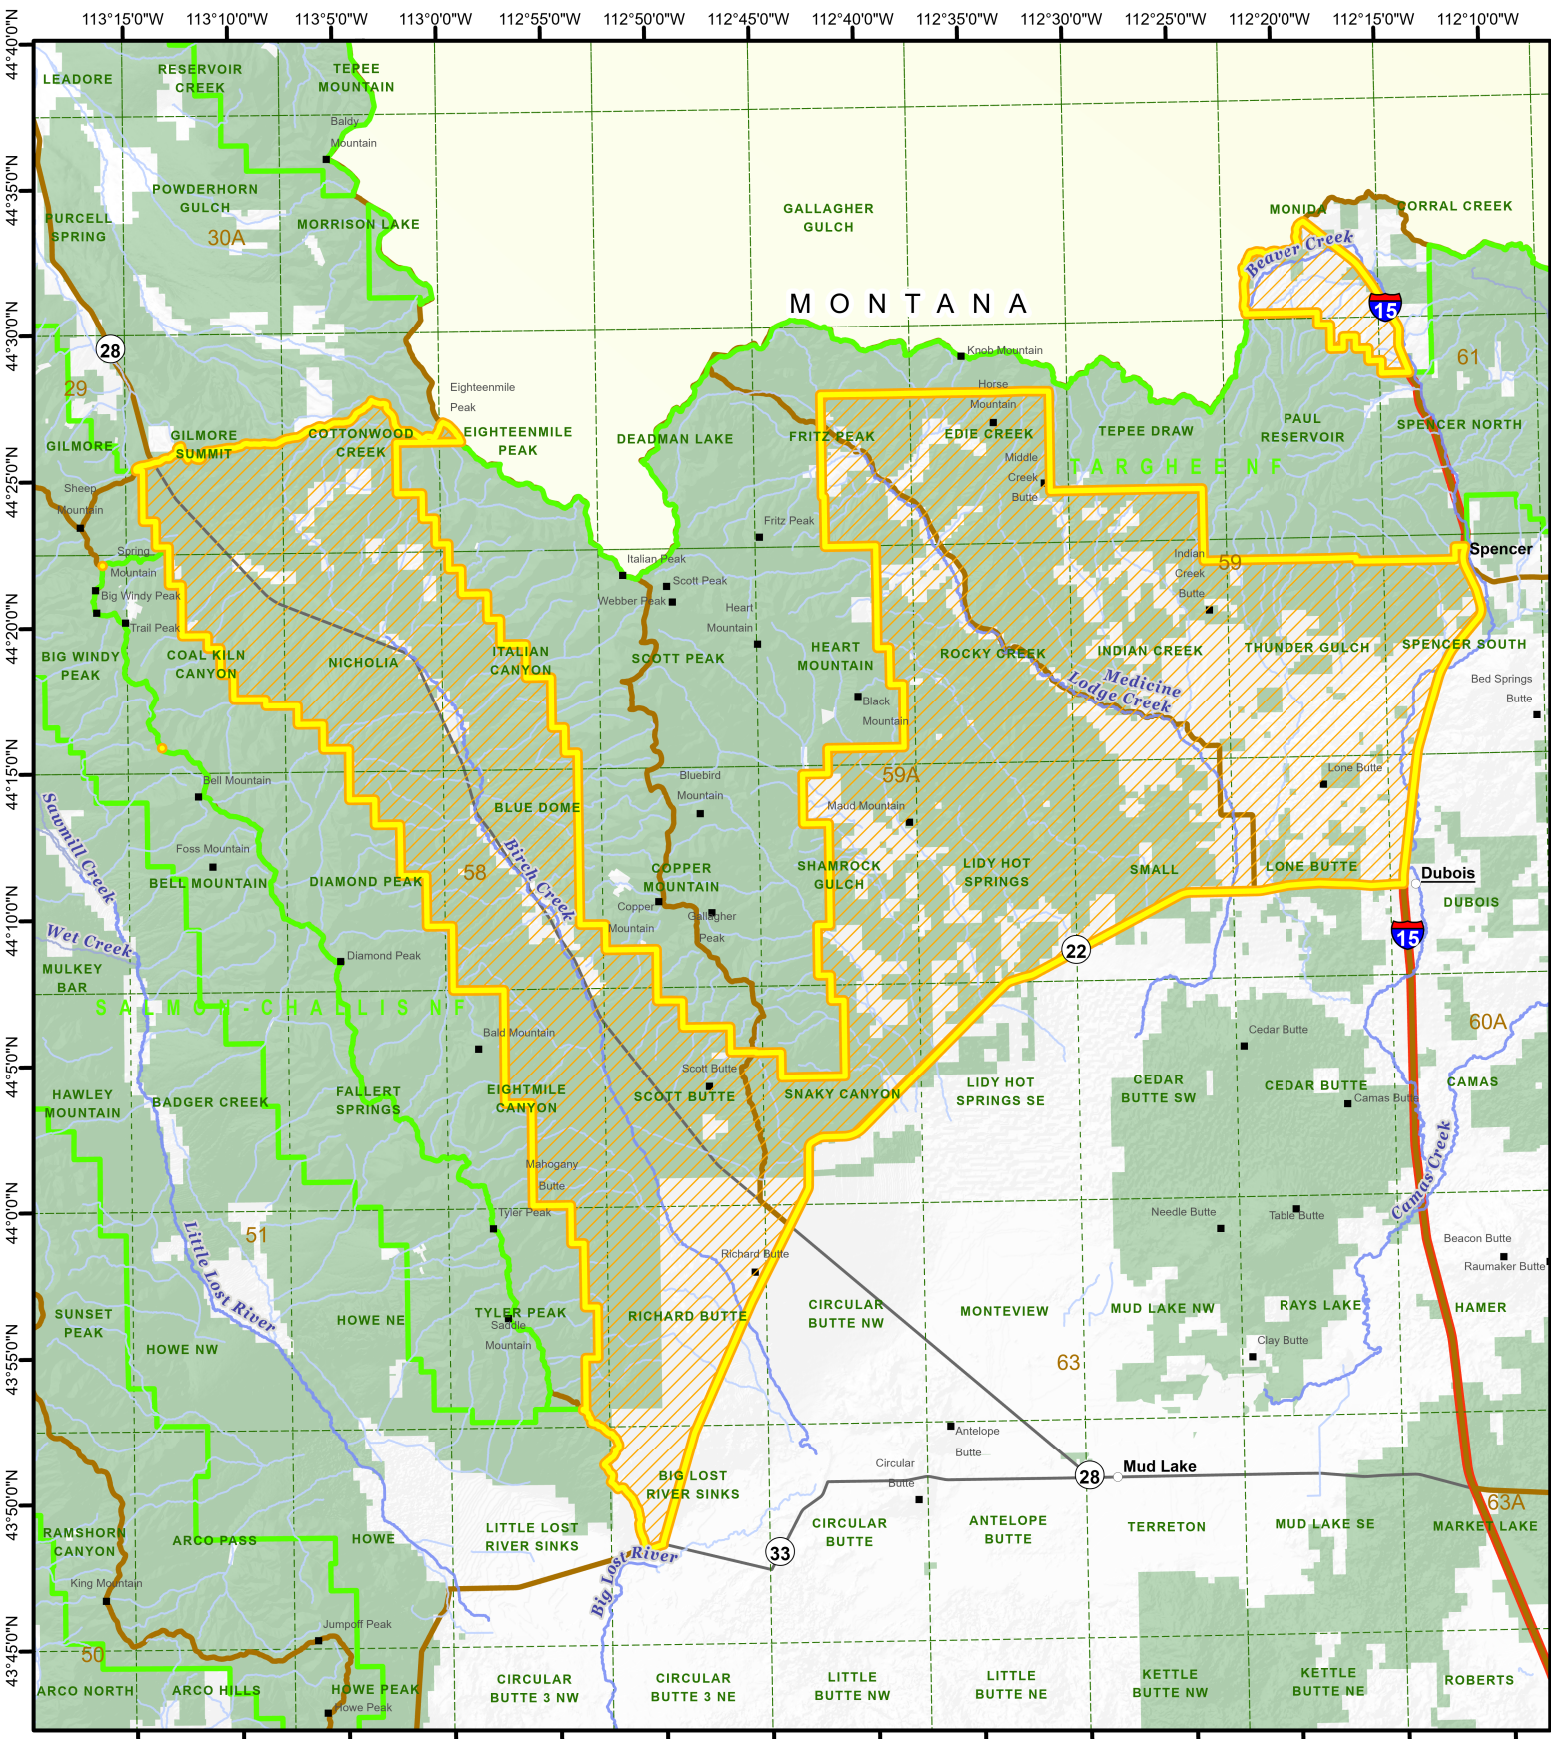 113°15'0"W 113°10'0"W 113°5'0"W 113°0'0"W 112°55'0"W 112°50'0"W 112°45'0"W 112°40'0"W 112°35'0"W 112°30'0"W 112°25'0"W 112°20'0"W 112°15'0"W 112°10'0"W
44°40'0"N
44°35'0"N
44°30'0"N
44°25'0"N
44°20'0"N
44°15'0"N
44°10'0"N
44°5'0"N
44°0'0"N
43°55'0"N
43°50'0"N
43°45'0"N
LEADORE
RESERVOIR
CREEK
TEPEE
MOUNTAIN
Baldy
Mountain
POWDERHORN
GULCH
PURCELL
SPRING
30A
MORRISON LAKE
GALLAGHER
GULCH
MONIDA
CORRAL CREEK
Beaver Creek
MONTANA
15
28
29
61
Knob Mountain
Eighteenmile
Peak
Horse
Mountain
GILMORE
GILMORE
SUMMIT
COTTONWOOD
CREEK
EIGHTEENMILE
PEAK
DEADMAN LAKE
FRITZ PEAK
EDIE CREEK
TEPEE DRAW
PAUL
RESERVOIR
SPENCER NORTH
TARGHEE NF
Middle
Creek
Butte
Sheep
Mountain
Fritz Peak
Spring
Mountain
Italian Peak
Scott Peak
Webber Peak
Indian
Creek
Butte
59
Spencer
Big Windy Peak
Trail Peak
Heart
Mountain
BIG WINDY
PEAK
COAL KILN
CANYON
NICHOLIA
ITALIAN
CANYON
SCOTT PEAK
HEART
MOUNTAIN
ROCKY CREEK
INDIAN CREEK
THUNDER GULCH
SPENCER SOUTH
Medicine
Lodge Creek
Bed Springs
Butte
Black
Mountain
Bell Mountain
Bluebird
Mountain
59A
Lone Butte
BLUE DOME
Maud Mountain
Sawmill Creek
Foss Mountain
BELL MOUNTAIN
DIAMOND PEAK
58
Birch Creek
COPPER
MOUNTAIN
SHAMROCK
GULCH
LIDY HOT
SPRINGS
SMALL
LONE BUTTE
Dubois
DUBOIS
Copper
Mountain
Gallagher
Peak
Wet Creek
Diamond Peak
22
15
MULKEY
BAR
SALMON-CHALLIS NF
60A
Bald Mountain
Cedar Butte
HAWLEY
MOUNTAIN
BADGER CREEK
FALLERT
SPRINGS
EIGHTMILE
CANYON
Scott Butte
SCOTT BUTTE
SNAKY CANYON
LIDY HOT
SPRINGS SE
CEDAR
BUTTE SW
CEDAR BUTTE
Camas Butte
CAMAS
Camas Creek
Mahogany
Butte
Tyler Peak
51
Little Lost River
Needle Butte
Table Butte
Richard Butte
Beacon Butte
Raumaker Butte
SUNSET
PEAK
HOWE NW
HOWE NE
TYLER PEAK
Saddle
Mountain
RICHARD BUTTE
CIRCULAR
BUTTE NW
MONTEVIEW
MUD LAKE NW
RAYS LAKE
HAMER
Clay Butte
63
Antelope
Butte
Circular
Butte
28
Mud Lake
BIG LOST
RIVER SINKS
63A
RAMSHORN
CANYON
ARCO PASS
HOWE
LITTLE LOST
RIVER SINKS
33
CIRCULAR
BUTTE
ANTELOPE
BUTTE
TERRETON
MUD LAKE SE
MARKET LAKE
Big Lost River
King Mountain
Jumpoff Peak
50
ARCO NORTH
ARCO HILLS
HOWE PEAK
Howe Peak
CIRCULAR
BUTTE 3 NW
CIRCULAR
BUTTE 3 NE
LITTLE
BUTTE NW
LITTLE
BUTTE NE
KETTLE
BUTTE NW
KETTLE
BUTTE NE
ROBERTS